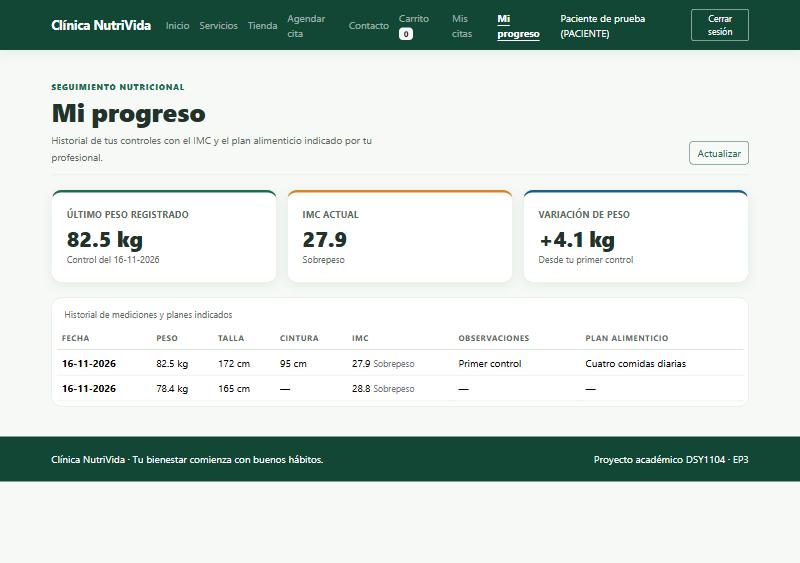 Clínica NutriVida Inicio Servicios Tienda Agendar cita Contacto Carrito 0 Mis citas Mi progreso Paciente de prueba (PACIENTE) Cerrar sesión
SEGUIMIENTO NUTRICIONAL
Mi progreso
Historial de tus controles con el IMC y el plan alimenticio indicado por tu
profesional.
Actualizar
ÚLTIMO PESO REGISTRADO
82.5 kg
Control del 16-11-2026
IMC ACTUAL
27.9
Sobrepeso
VARIACIÓN DE PESO
+4.1 kg
Desde tu primer control
Historial de mediciones y planes indicados
FECHA PESO TALLA CINTURA IMC OBSERVACIONES PLAN ALIMENTICIO
16-11-2026 82.5 kg 172 cm 95 cm 27.9 Sobrepeso Primer control Cuatro comidas diarias
16-11-2026 78.4 kg 165 cm — 28.8 Sobrepeso — —
Clínica NutriVida · Tu bienestar comienza con buenos hábitos.
Proyecto académico DSY1104 · EP3